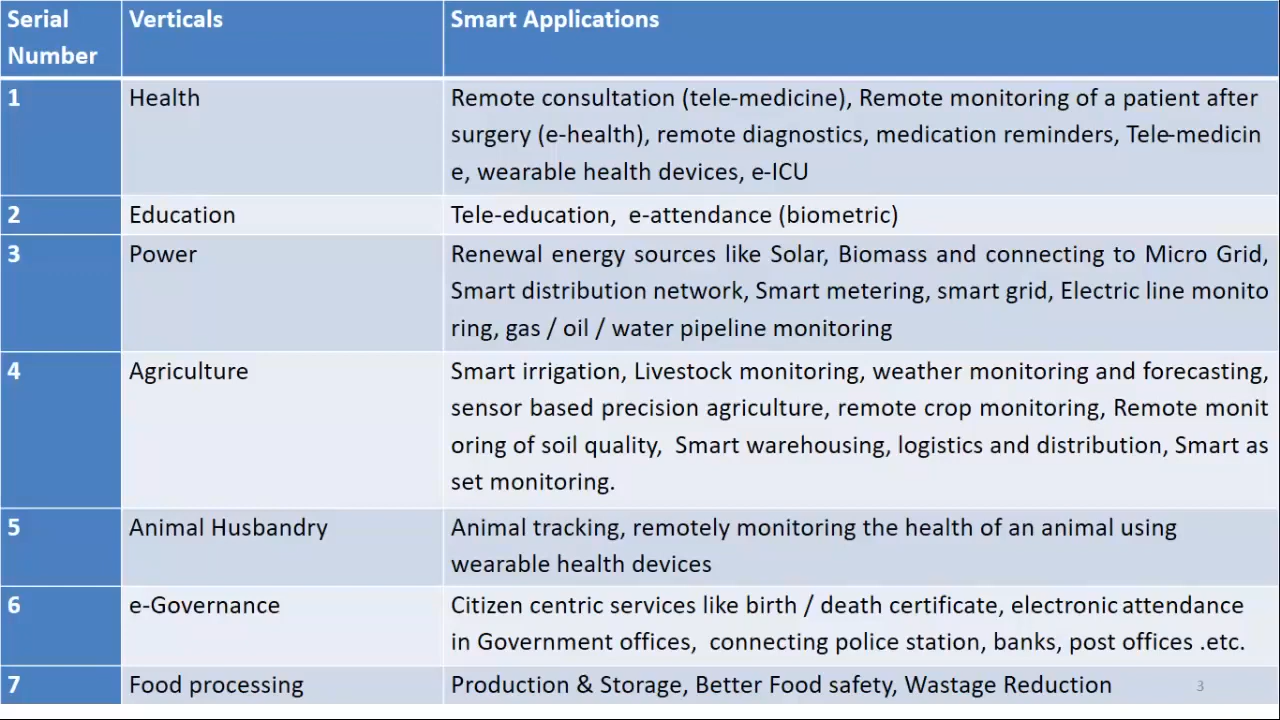 Serial Number Verticals Smart Applications
1 Health Remote consultation (tele-medicine), Remote monitoring of a patient after
surgery (e-health), remote diagnostics, medication reminders, Tele-medicin
e, wearable health devices, e-ICU
2 Education Tele-education, e-attendance (biometric)
3 Power Renewal energy sources like Solar, Biomass and connecting to Micro Grid,
Smart distribution network, Smart metering, smart grid, Electric line monito
ring, gas / oil / water pipeline monitoring
4 Agriculture Smart irrigation, Livestock monitoring, weather monitoring and forecasting,
sensor based precision agriculture, remote crop monitoring, Remote monit
oring of soil quality, Smart warehousing, logistics and distribution, Smart as
set monitoring.
5 Animal Husbandry Animal tracking, remotely monitoring the health of an animal using
wearable health devices
6 e-Governance Citizen centric services like birth / death certificate, electronic attendance
in Government offices, connecting police station, banks, post offices .etc.
7 Food processing Production & Storage, Better Food safety, Wastage Reduction 3